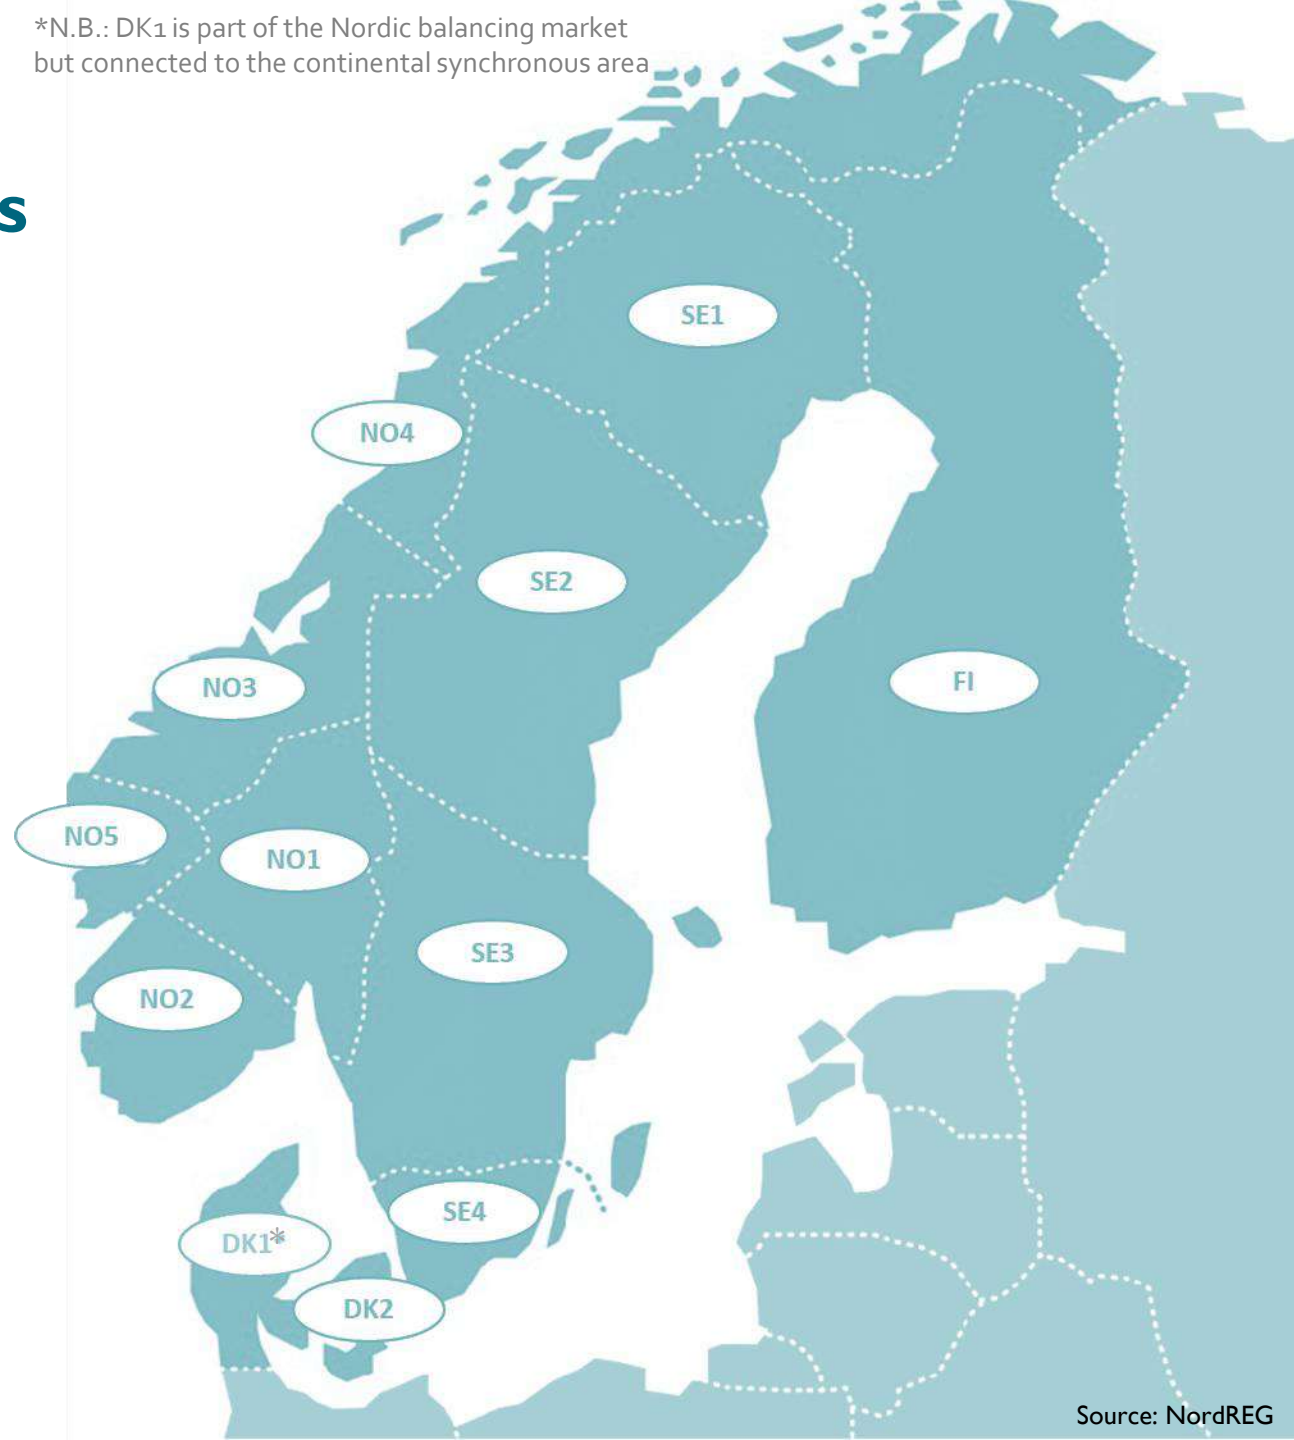 *N.B.: DK1 is part of the Nordic balancing market
but connected to the continental synchronous area
s
SE1
NO4
SE2
FI
NO3
NO5
NO1
SE3
NO2
SE4
DK1*
DK2
Source: NordREG